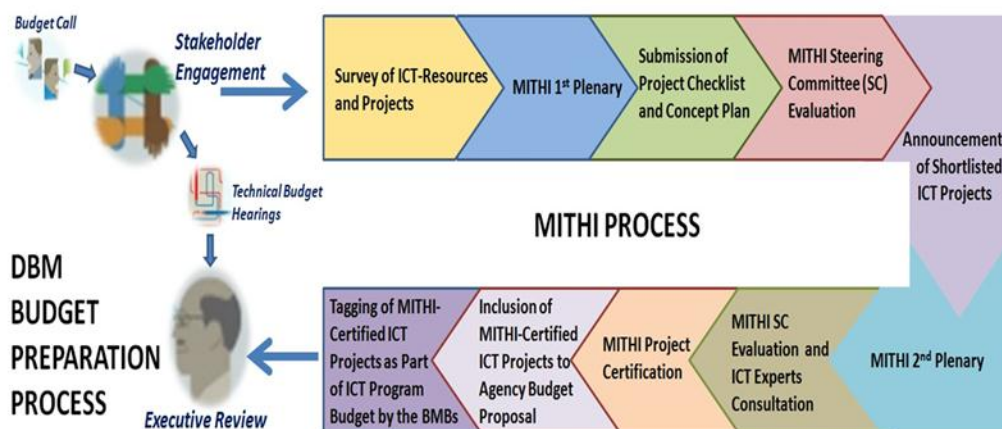 Budget Call
Stakeholder
Engagement
Survey of ICT-Resources
and Projects
MITHI 1st Plenary
Submission of
Project Checklist
and Concept Plan
MITHI Steering
Committee (SC)
Evaluation
Announcement
of Shortlisted
ICT Projects
Technical Budget
Hearings
MITHI PROCESS
DBM
BUDGET
PREPARATION
PROCESS
Executive Review
Tagging of MITHI-
Certified ICT
Projects as Part
of ICT Program
Budget by the BMBs
Inclusion of
MITHI-Certified
ICT Projects to
Agency Budget
Proposal
MITHI Project
Certification
MITHI SC
Evaluation and
ICT Experts
Consultation
MITHI 2nd Plenary